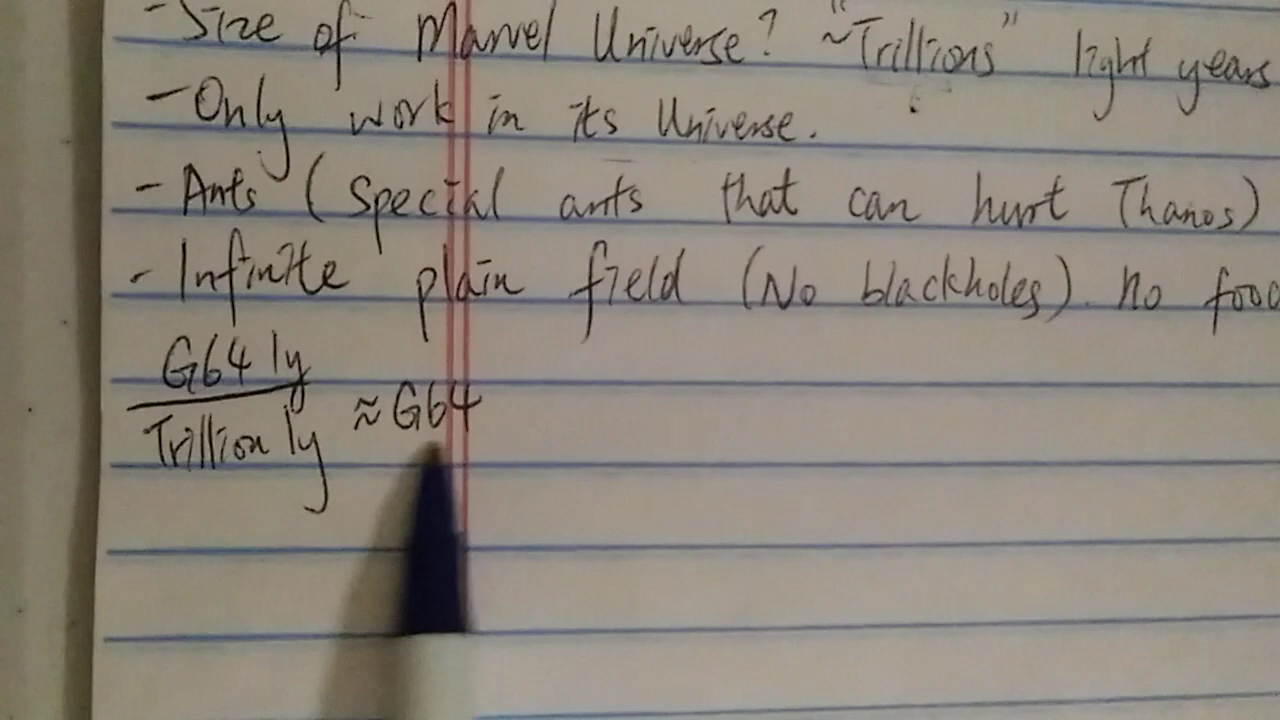 - Size of Marvel Universe? ~"Trillions" light years
- Only work in its Universe.
- Ants (Special ants that can hurt Thanos)
- Infinite plain field (No blackholes). no food
G64 ly
Trillion ly ≈ G64